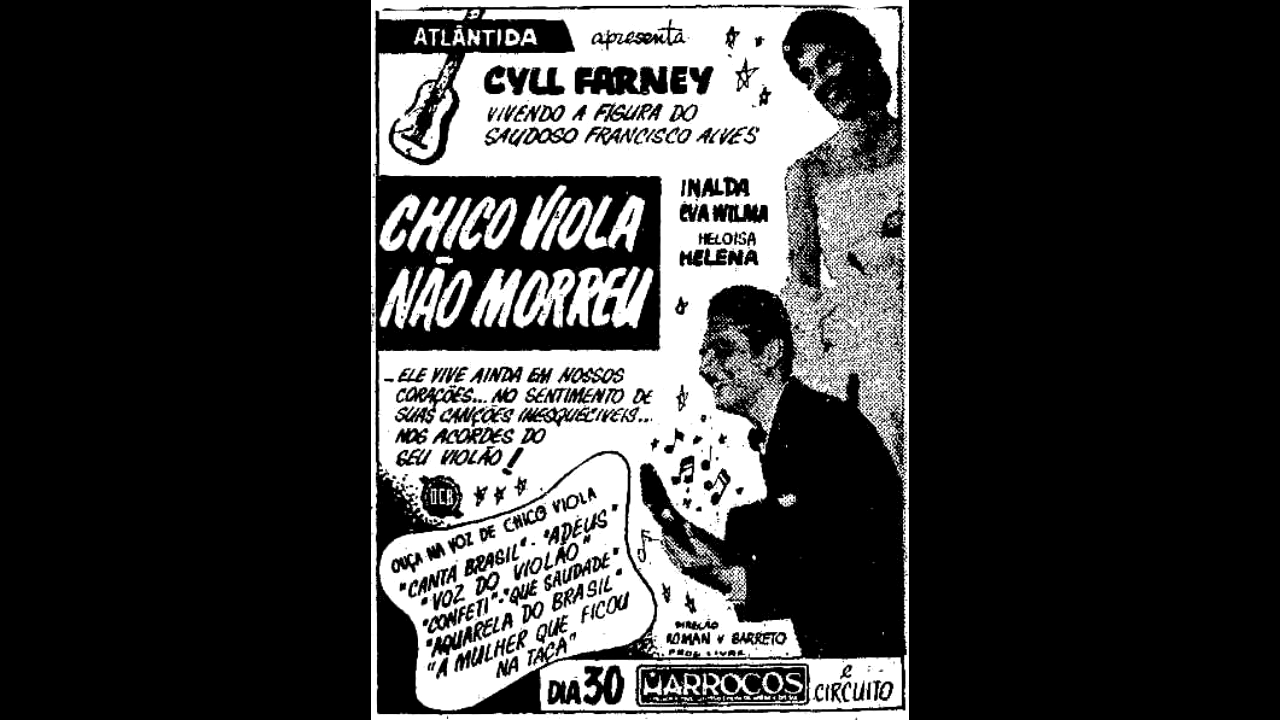 ATLÂNTIDA apresenta
CYLL FARNEY
VIVENDO A FIGURA DO
SAUDOSO FRANCISCO ALVES
INALDA
EVA WILMA
HELOISA
HELENA
CHICO VIOLA
NÃO MORREU
...ELE VIVE AINDA EM NOSSOS
CORAÇÕES... NO SENTIMENTO DE
SUAS CANÇÕES INESQUECIVEIS...
NOS ACORDES DO
SEU VIOLÃO!
UCB
OUÇA NA VOZ DE CHICO VIOLA
"CANTA BRASIL"-"ADEUS"
"VOZ DO VIOLÃO"
"CONFETI"-"QUE SAUDADE"
"AQUARELA DO BRASIL"
"A MULHER QUE FICOU
NA TAÇA"
DIREÇÃO
ROMAN V BARRETO
PROG. LIVRE
DIA 30 MARROCOS e CIRCUITO